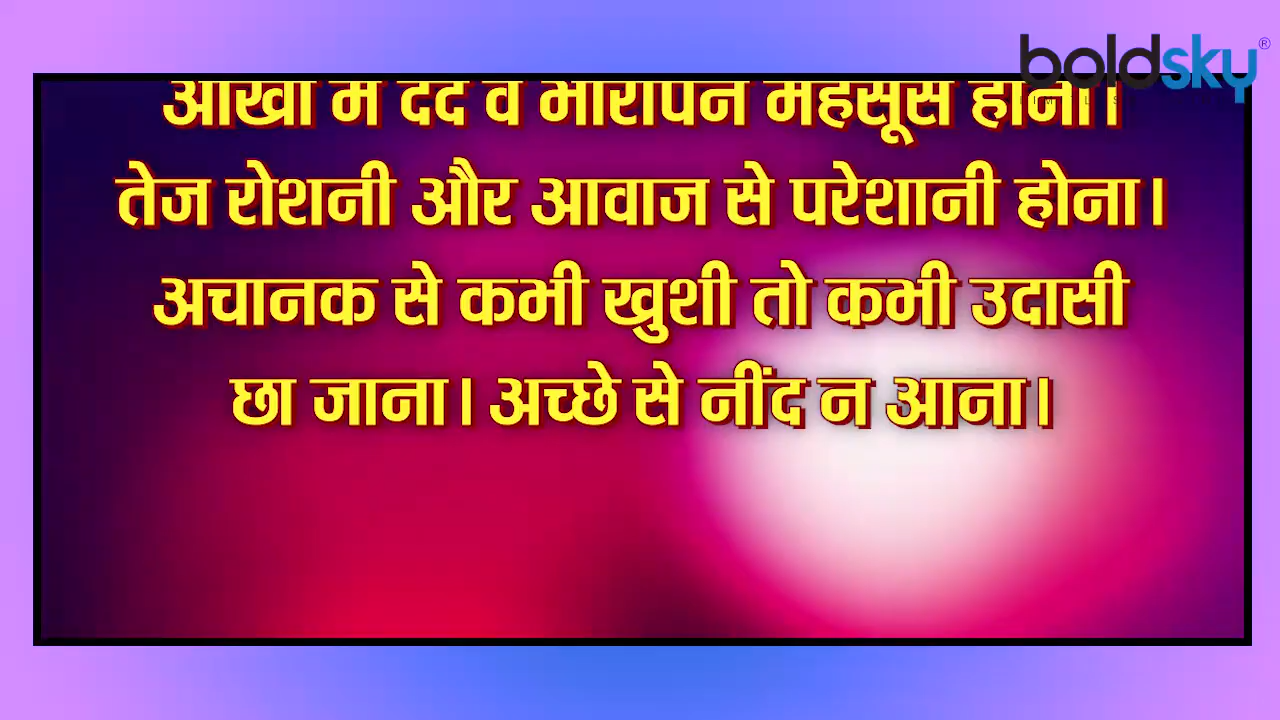 boldsky®
आंखों में दर्द व भारीपन महसूस होना।
तेज रोशनी और आवाज से परेशानी होना।
अचानक से कभी खुशी तो कभी उदासी
छा जाना। अच्छे से नींद न आना।